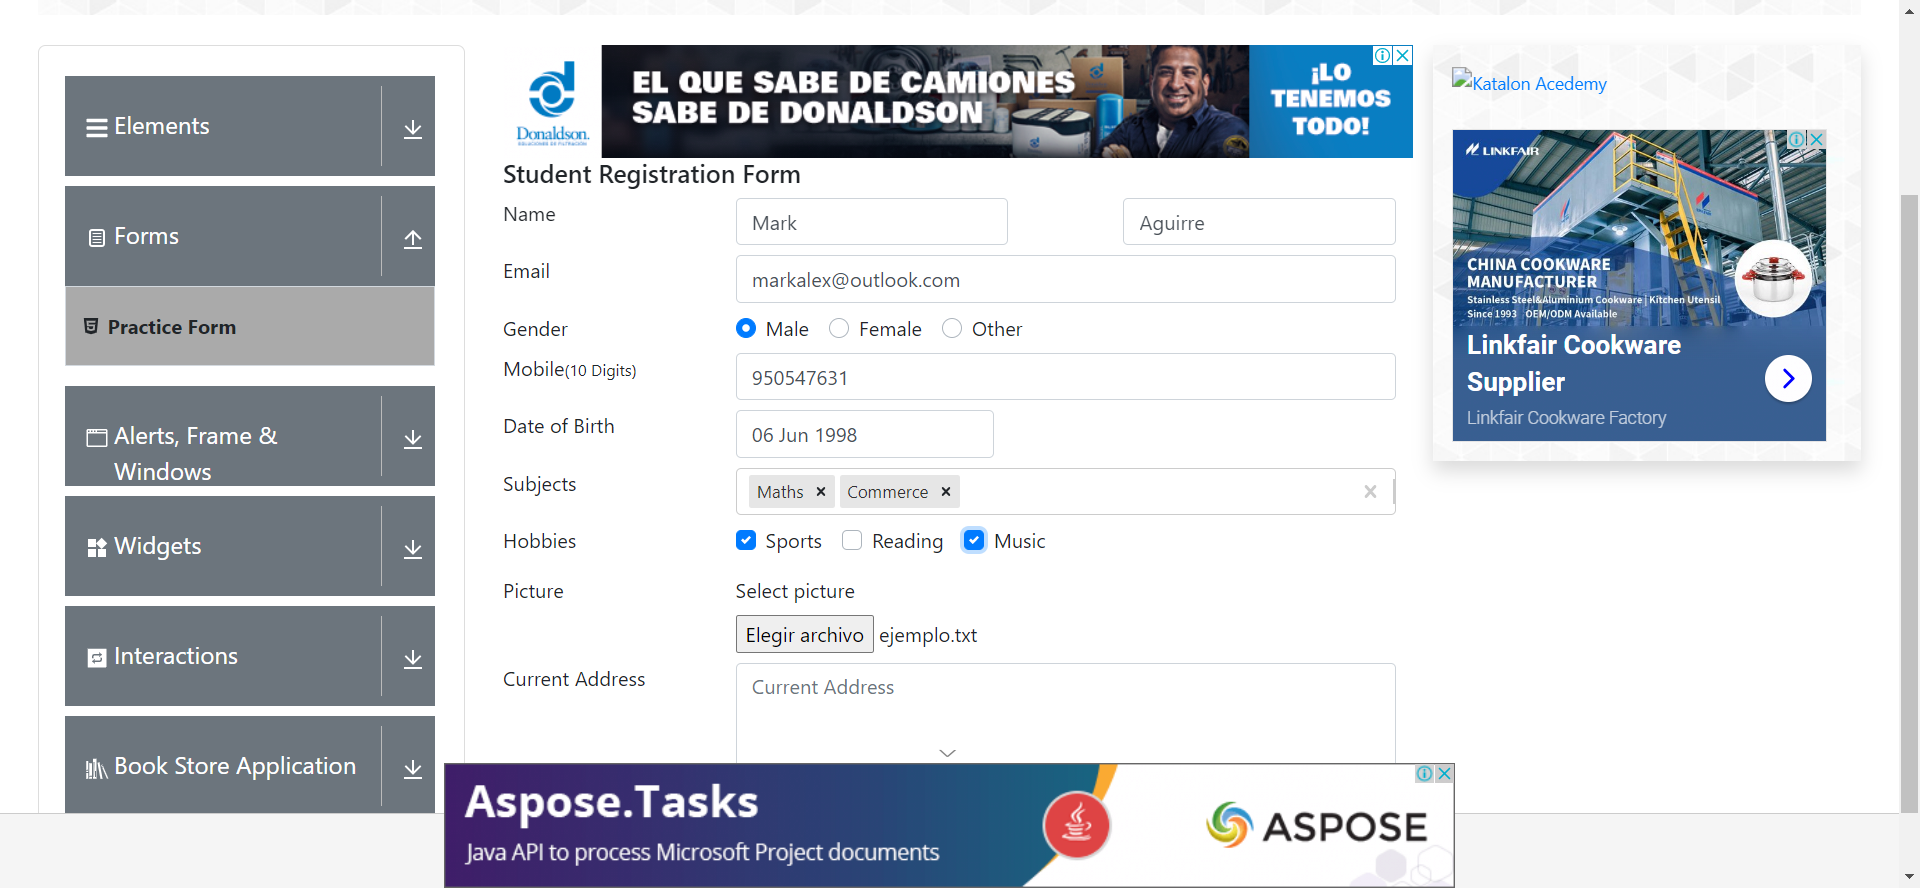 Elements
Forms
Practice Form
Alerts, Frame &
Windows
Widgets
Interactions
Book Store Application
Donaldson.
SOLUCIONES DE FILTRACIÓN
EL QUE SABE DE CAMIONES
SABE DE DONALDSON
¡LO
TENEMOS
TODO!
Student Registration Form
Name
Mark
Aguirre
Email
markalex@outlook.com
Gender
Male
Female
Other
Mobile(10 Digits)
950547631
Date of Birth
06 Jun 1998
Subjects
Maths
Commerce
Hobbies
Sports
Reading
Music
Picture
Select picture
Elegir archivo
ejemplo.txt
Current Address
Current Address
Katalon Acedemy
LINKFAIR
CHINA COOKWARE
MANUFACTURER
Stainless Steel&Aluminium Cookware | Kitchen Utensil
Since 1993 OEM/ODM Available
Linkfair Cookware
Supplier
Linkfair Cookware Factory
Aspose.Tasks
Java API to process Microsoft Project documents
ASPOSE